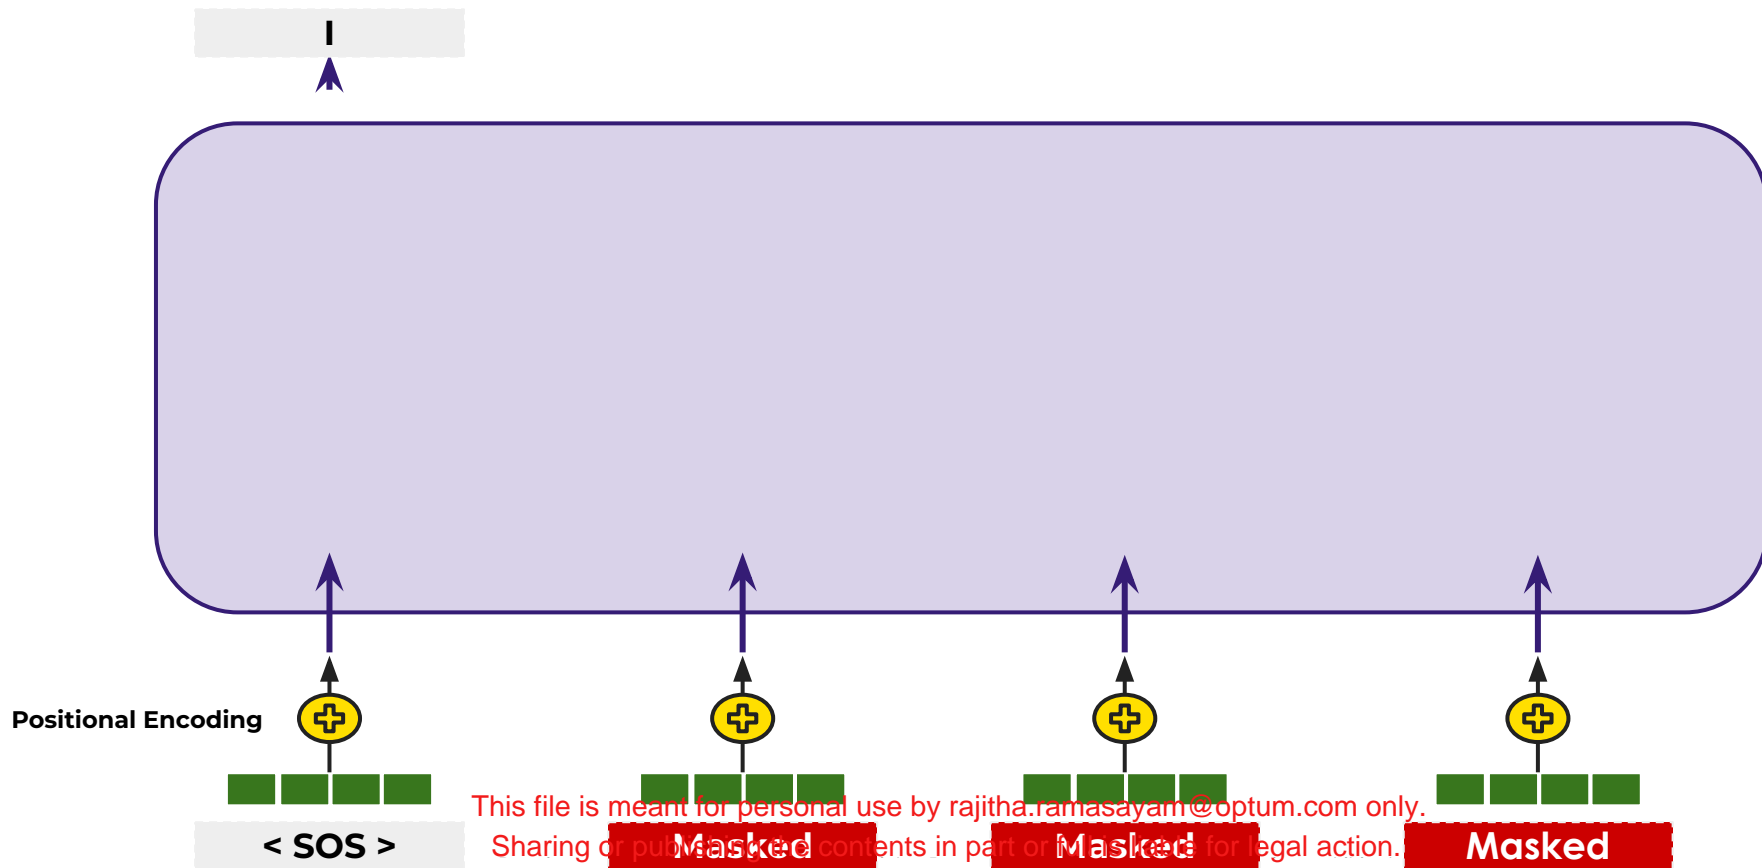 I
Positional Encoding
This file is meant for personal use by rajitha.ramasayam@optum.com only.
< SOS >
Masked
Masked
Masked
Sharing or publishing the contents in part or full is liable for legal action.